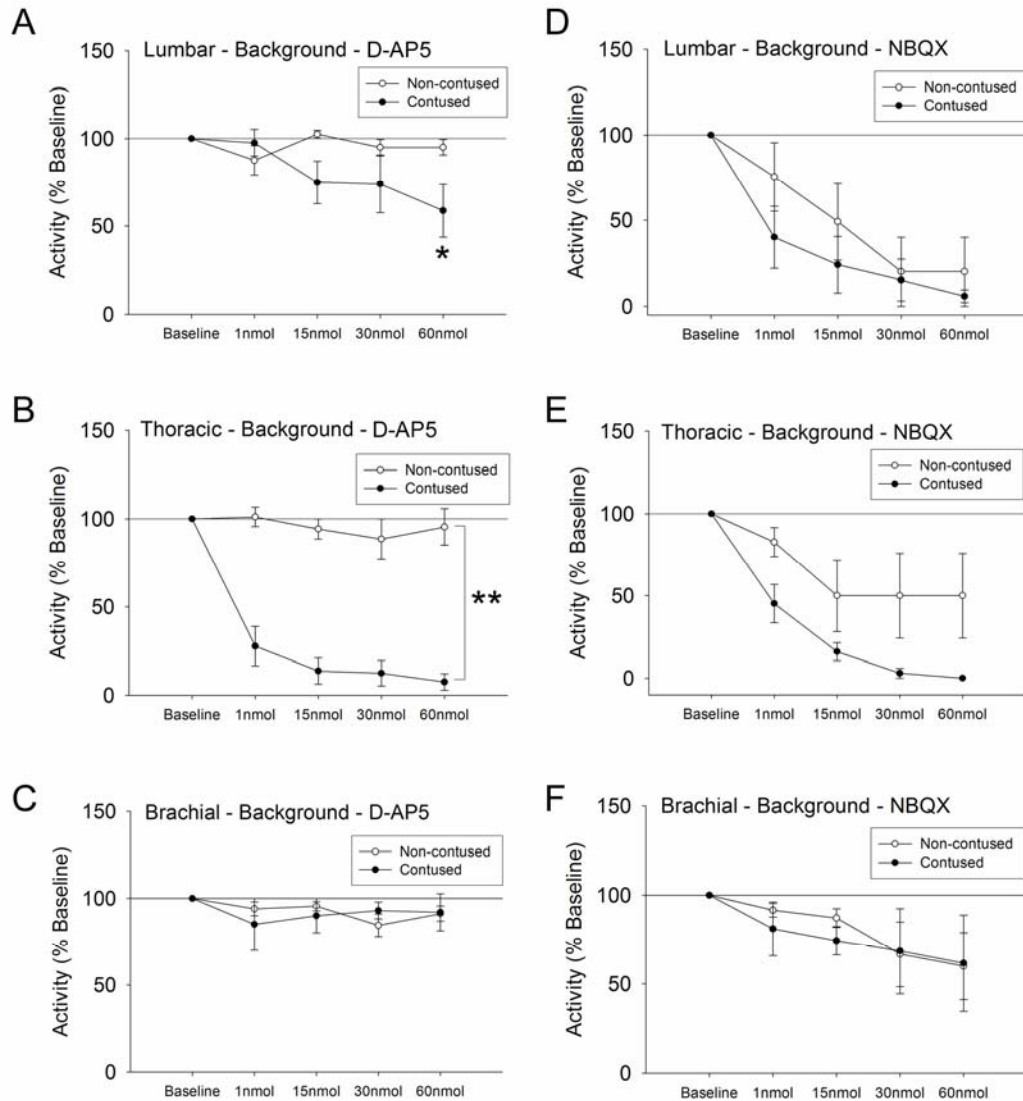 A
Lumbar - Background - D-AP5
Non-contused
Contused
Activity (% Baseline)
150
100
50
0
Baseline 1nmol 15nmol 30nmol 60nmol
*
B
Thoracic - Background - D-AP5
Non-contused
Contused
Activity (% Baseline)
150
100
50
0
Baseline 1nmol 15nmol 30nmol 60nmol
**
C
Brachial - Background - D-AP5
Non-contused
Contused
Activity (% Baseline)
150
100
50
0
Baseline 1nmol 15nmol 30nmol 60nmol
D
Lumbar - Background - NBQX
Non-contused
Contused
Activity (% Baseline)
150
100
50
0
Baseline 1nmol 15nmol 30nmol 60nmol
E
Thoracic - Background - NBQX
Non-contused
Contused
Activity (% Baseline)
150
100
50
0
Baseline 1nmol 15nmol 30nmol 60nmol
F
Brachial - Background - NBQX
Non-contused
Contused
Activity (% Baseline)
150
100
50
0
Baseline 1nmol 15nmol 30nmol 60nmol